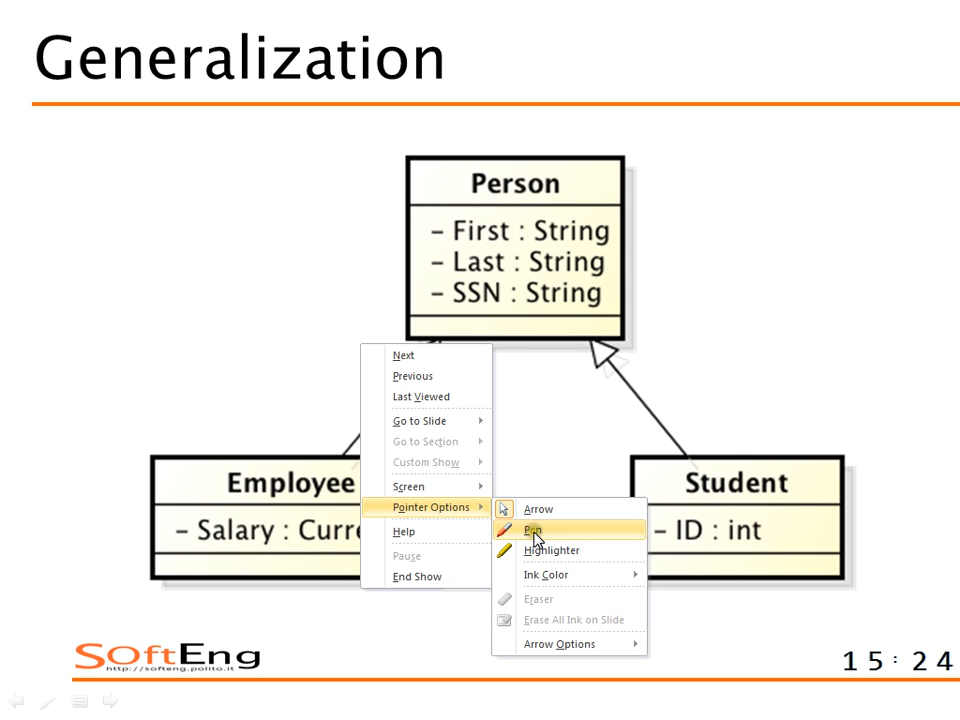 Generalization
Person
– First : String
– Last : String
– SSN : String
Next
Previous
Last Viewed
Go to Slide
Go to Section
Custom Show
Screen
Pointer Options
Help
Pause
End Show
Arrow
Pen
Highlighter
Ink Color
Eraser
Erase All Ink on Slide
Arrow Options
Employee
– Salary : Curre
Student
– ID : int
SOftEng
http://softeng.polito.it
15:24